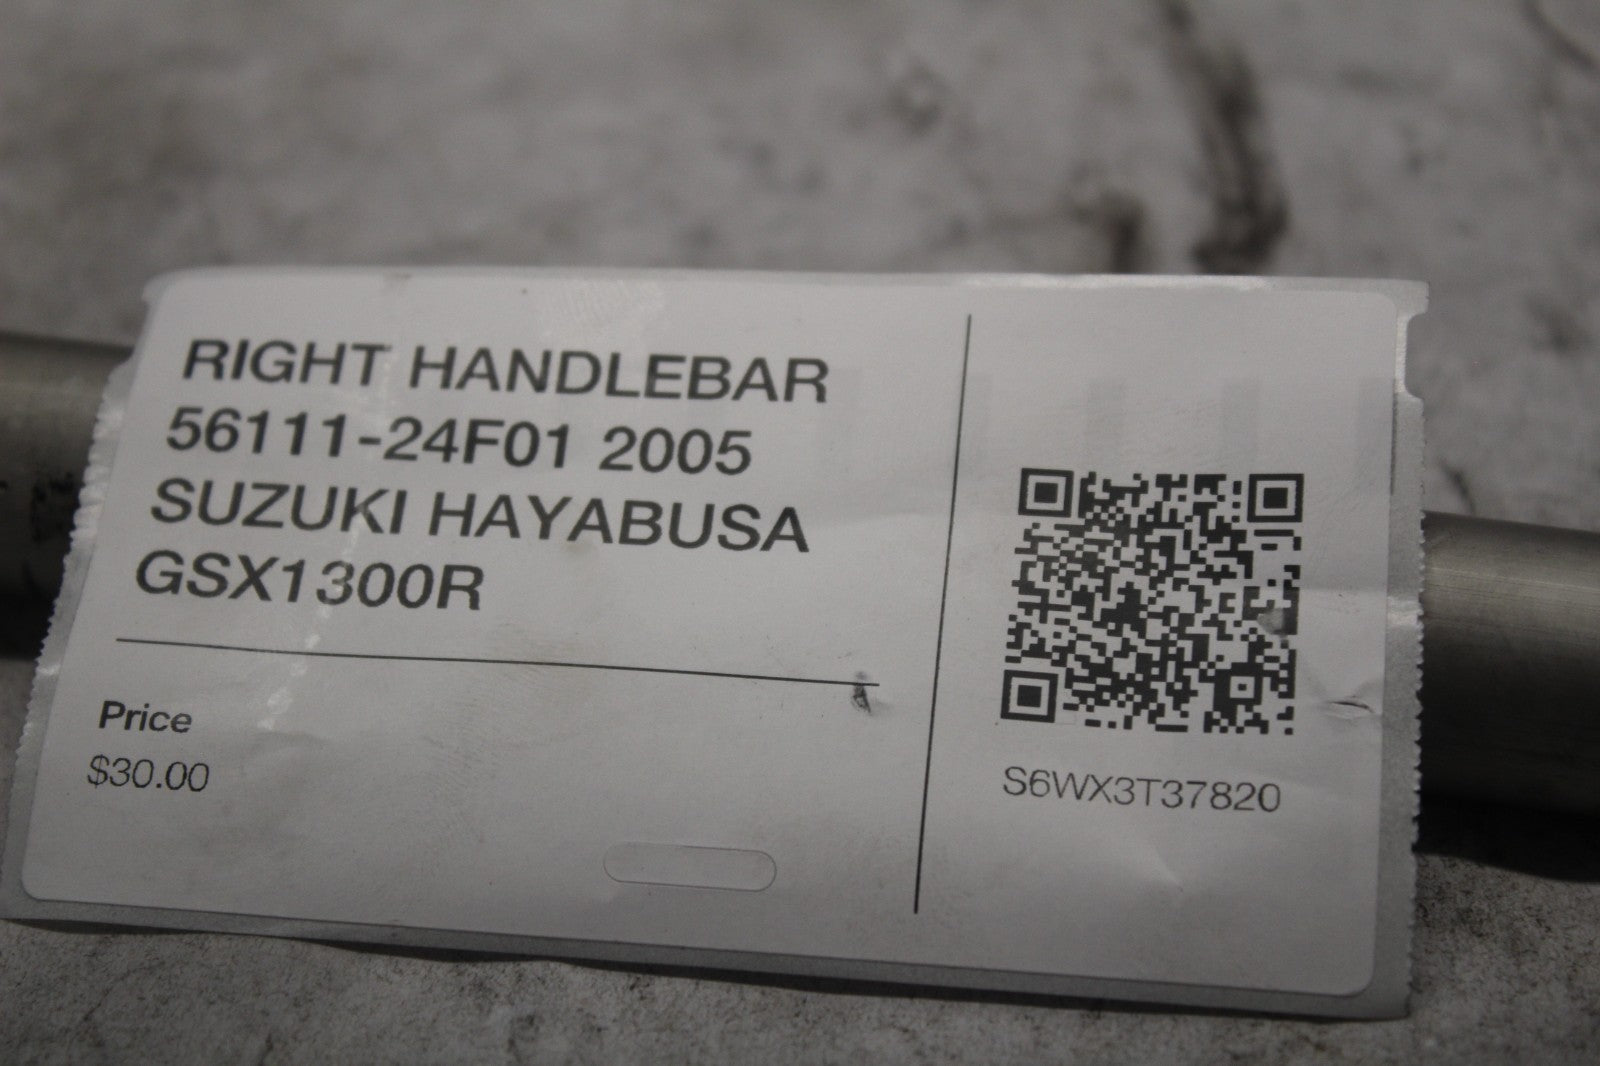 RIGHT HANDLEBAR
56111-24F01 2005
SUZUKI HAYABUSA
GSX1300R
Price
$30.00
S6WX3T37820